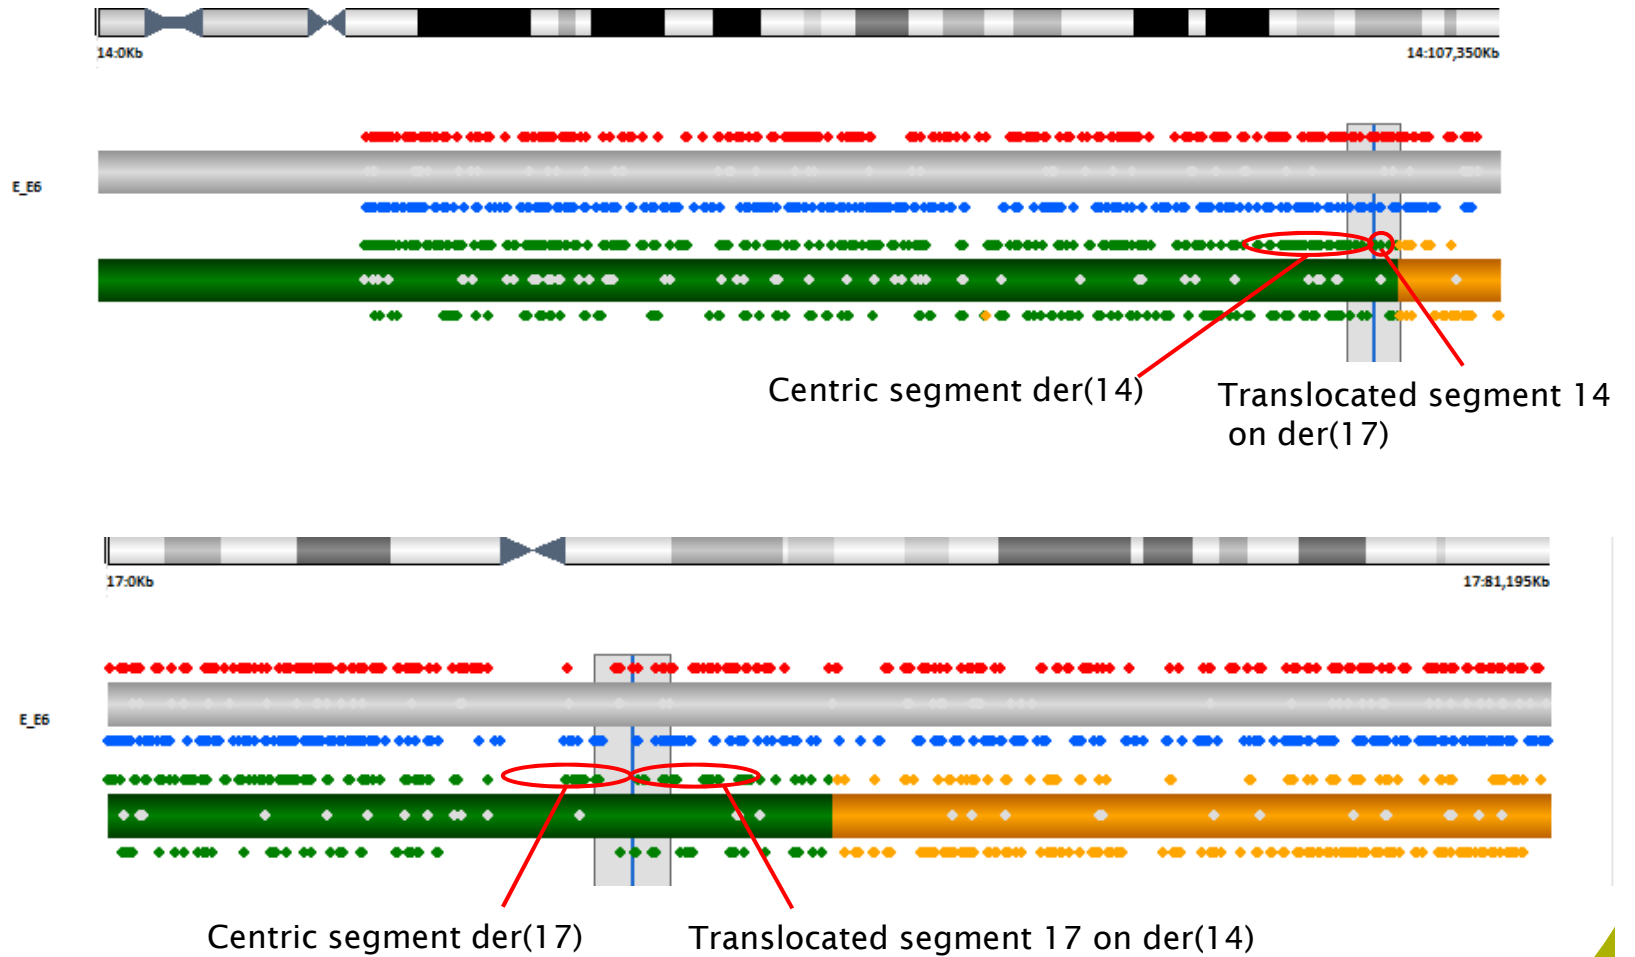 14:0Kb
14:107,350Kb
E_E6
Centric segment der(14)
Translocated segment 14
on der(17)
17:0Kb
17:81,195Kb
E_E6
Centric segment der(17)
Translocated segment 17 on der(14)